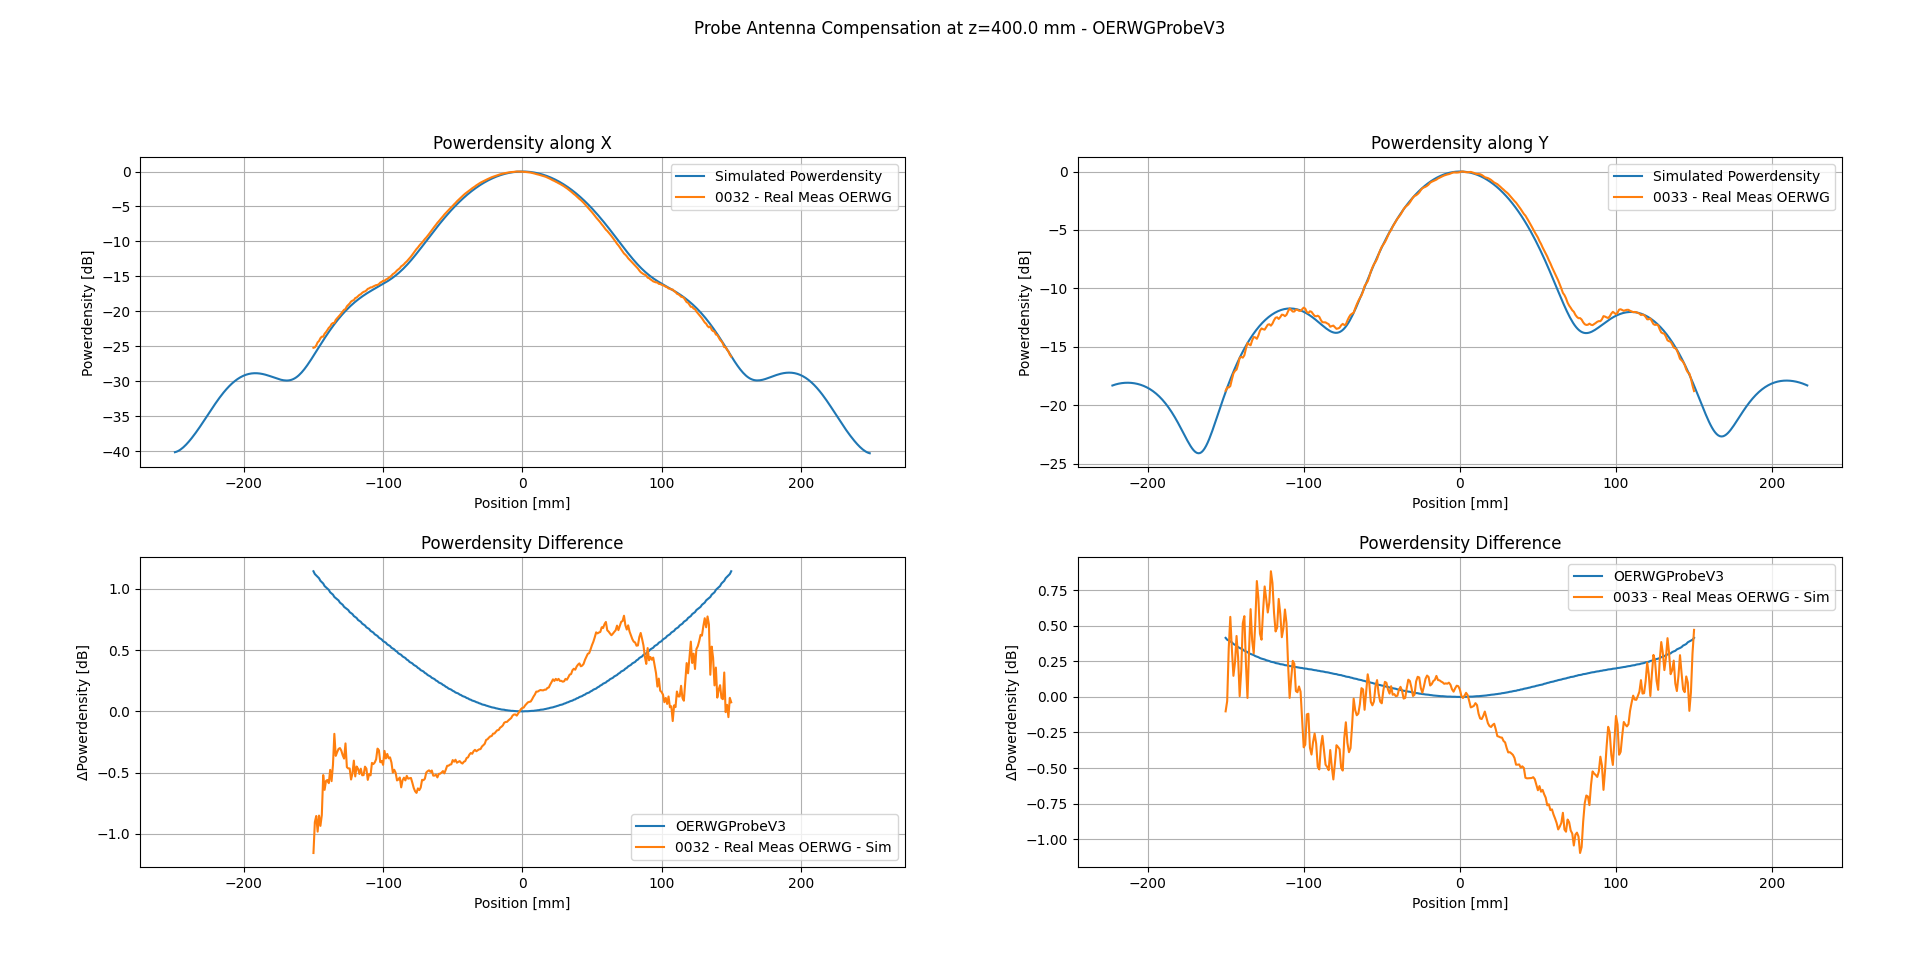 Probe Antenna Compensation at z=400.0 mm - OERWGProbeV3
Powerdensity along X
Powerdensity [dB]
0
−5
−10
−15
−20
−25
−30
−35
−40
Simulated Powerdensity
0032 - Real Meas OERWG
−200
−100
0
100
200
Position [mm]
Powerdensity along Y
Powerdensity [dB]
0
−5
−10
−15
−20
−25
Simulated Powerdensity
0033 - Real Meas OERWG
−200
−100
0
100
200
Position [mm]
Powerdensity Difference
ΔPowerdensity [dB]
1.0
0.5
0.0
−0.5
−1.0
OERWGProbeV3
0032 - Real Meas OERWG - Sim
−200
−100
0
100
200
Position [mm]
Powerdensity Difference
ΔPowerdensity [dB]
0.75
0.50
0.25
0.00
−0.25
−0.50
−0.75
−1.00
OERWGProbeV3
0033 - Real Meas OERWG - Sim
−200
−100
0
100
200
Position [mm]